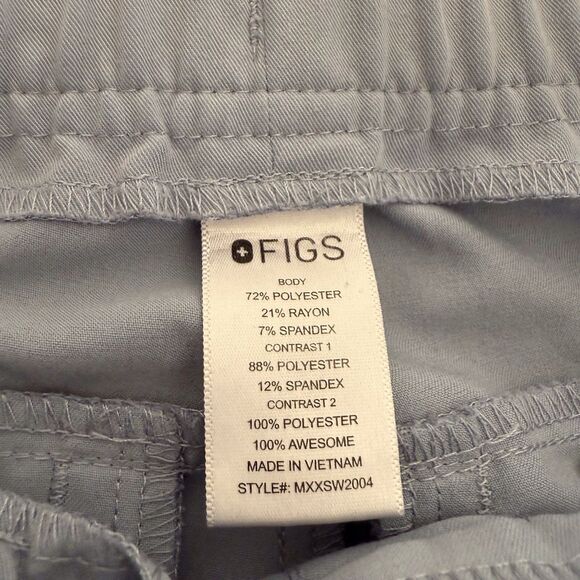 FIGS
BODY
72% POLYESTER
21% RAYON
7% SPANDEX
CONTRAST 1
88% POLYESTER
12% SPANDEX
CONTRAST 2
100% POLYESTER
100% AWESOME
MADE IN VIETNAM
STYLE#: MXXSW2004